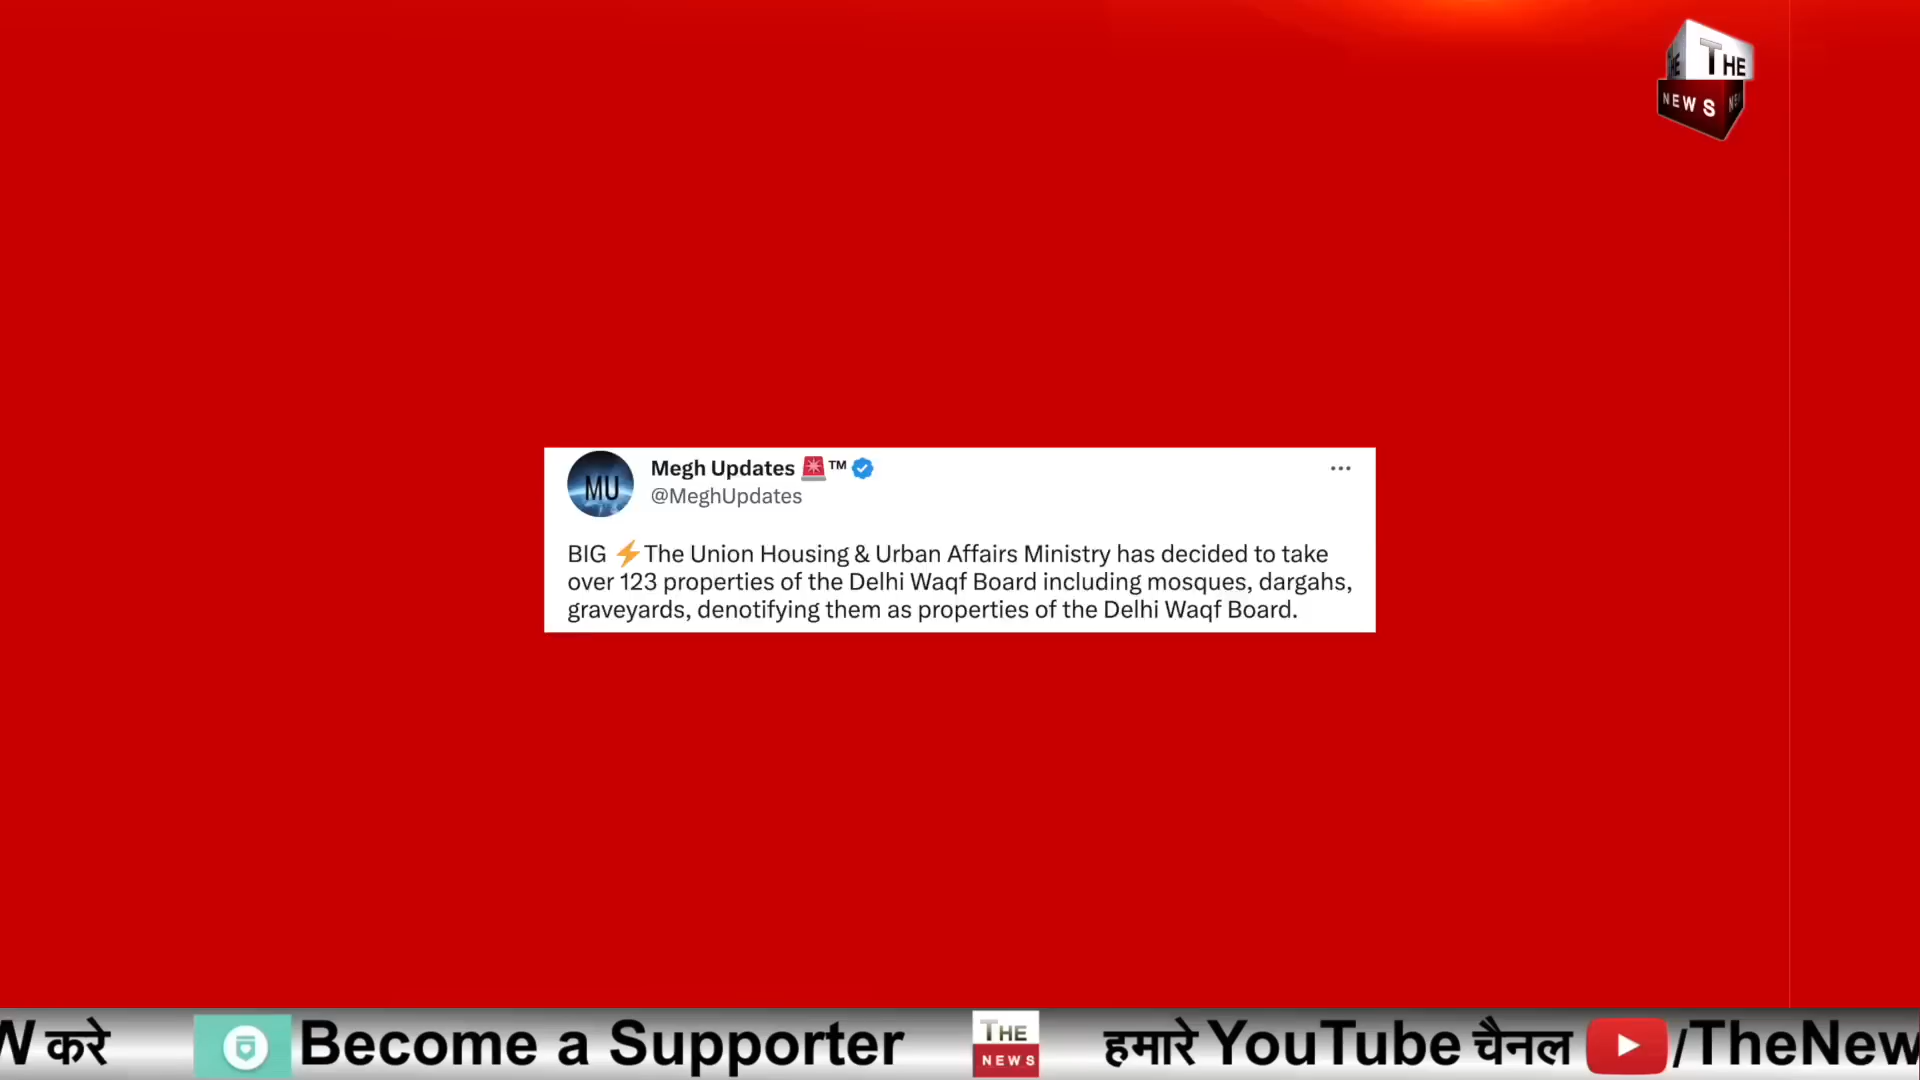 THE
NEWS
MU
Megh Updates 🚨™
@MeghUpdates
BIG ⚡The Union Housing & Urban Affairs Ministry has decided to take
over 123 properties of the Delhi Waqf Board including mosques, dargahs,
graveyards, denotifying them as properties of the Delhi Waqf Board.
W करे Become a Supporter THE NEWS हमारे YouTube चैनल /TheNew